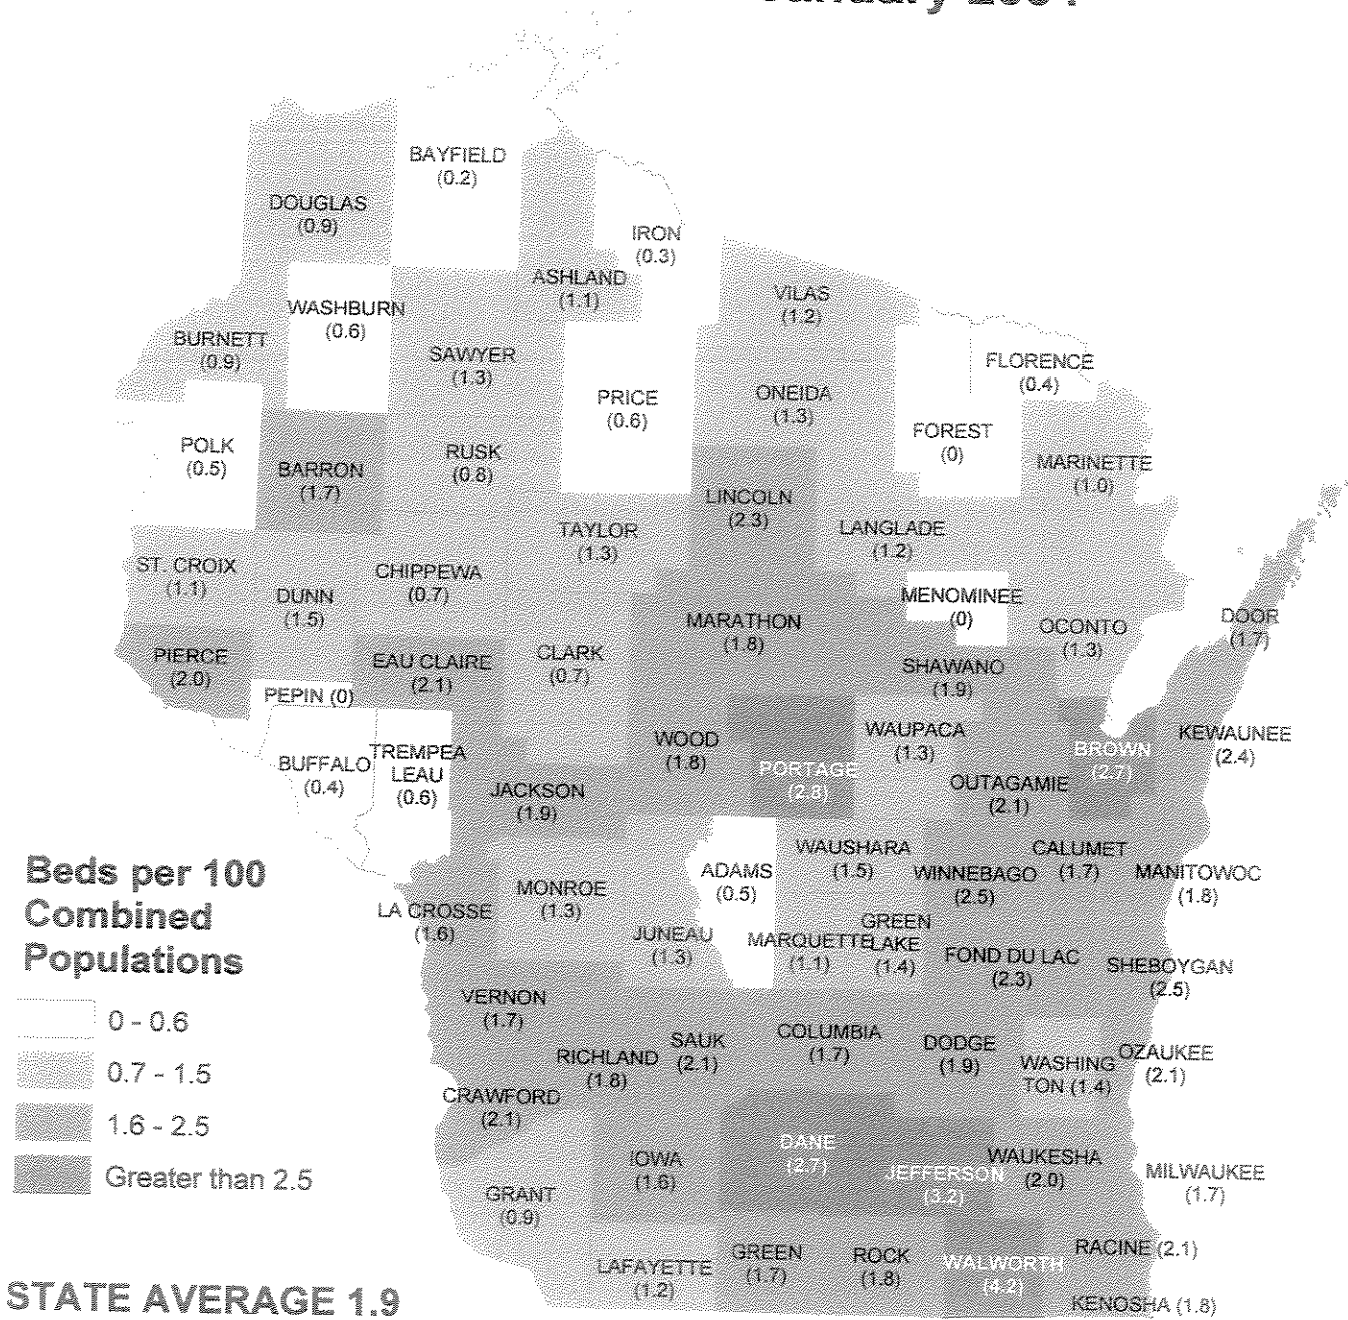 BAYFIELD
(0.2)
DOUGLAS
(0.9)
IRON
(0.3)
ASHLAND
(1.1)
VILAS
(1.2)
WASHBURN
(0.6)
BURNETT
(0.9)
SAWYER
(1.3)
FLORENCE
(0.4)
PRICE
(0.6)
ONEIDA
(1.3)
FOREST
(0)
POLK
(0.5)
BARRON
(1.7)
RUSK
(0.8)
MARINETTE
(1.0)
LINCOLN
(2.3)
TAYLOR
(1.3)
LANGLADE
(1.2)
ST. CROIX
(1.1)
DUNN
(1.5)
CHIPPEWA
(0.7)
MENOMINEE
(0)
MARATHON
(1.8)
OCONTO
(1.3)
DOOR
(1.7)
PIERCE
(2.0)
EAU CLAIRE
(2.1)
CLARK
(0.7)
SHAWANO
(1.9)
PEPIN (0)
BUFFALO
(0.4)
TREMPEA
LEAU
(0.6)
WOOD
(1.8)
PORTAGE
(2.8)
WAUPACA
(1.3)
BROWN
(2.7)
KEWAUNEE
(2.4)
JACKSON
(1.9)
OUTAGAMIE
(2.1)
ADAMS
(0.5)
WAUSHARA
(1.5)
WINNEBAGO
(2.5)
CALUMET
(1.7)
MANITOWOC
(1.8)
MONROE
(1.3)
LA CROSSE
(1.6)
JUNEAU
(1.3)
MARQUETTE
(1.1)
GREEN
LAKE
(1.4)
FOND DU LAC
(2.3)
SHEBOYGAN
(2.5)
VERNON
(1.7)
RICHLAND
(1.8)
SAUK
(2.1)
COLUMBIA
(1.7)
DODGE
(1.9)
WASHING
TON (1.4)
OZAUKEE
(2.1)
CRAWFORD
(2.1)
IOWA
(1.6)
DANE
(2.7)
JEFFERSON
(3.2)
WAUKESHA
(2.0)
MILWAUKEE
(1.7)
GRANT
(0.9)
LAFAYETTE
(1.2)
GREEN
(1.7)
ROCK
(1.8)
WALWORTH
(4.2)
RACINE (2.1)
KENOSHA (1.8)
Beds per 100
Combined
Populations
0 - 0.6
0.7 - 1.5
1.6 - 2.5
Greater than 2.5
STATE AVERAGE 1.9